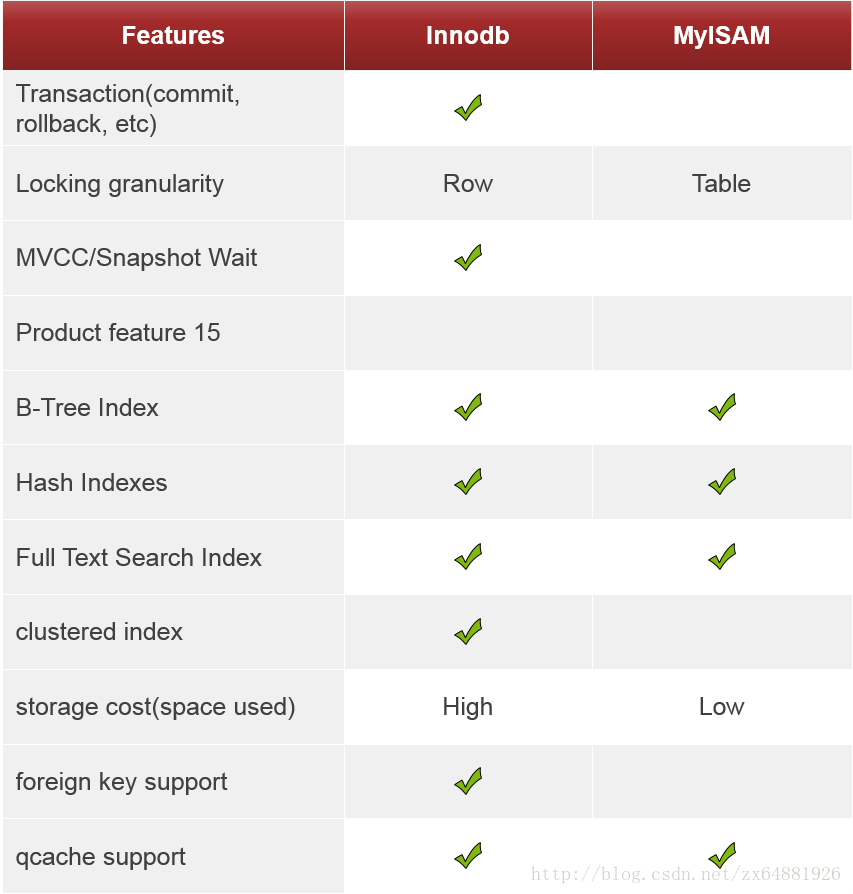 Features Innodb MyISAM
Transaction(commit,
rollback, etc)
Locking granularity Row Table
MVCC/Snapshot Wait
Product feature 15
B-Tree Index
Hash Indexes
Full Text Search Index
clustered index
storage cost(space used) High Low
foreign key support
qcache support
http://blog.csdn.net/zx64881926